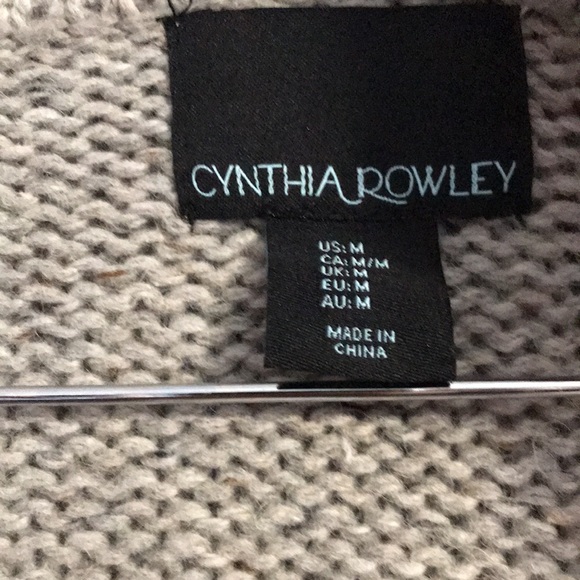 CYNTHIA ROWLEY
US: M
CA: M/M
UK: M
EU: M
AU: M
MADE IN
CHINA